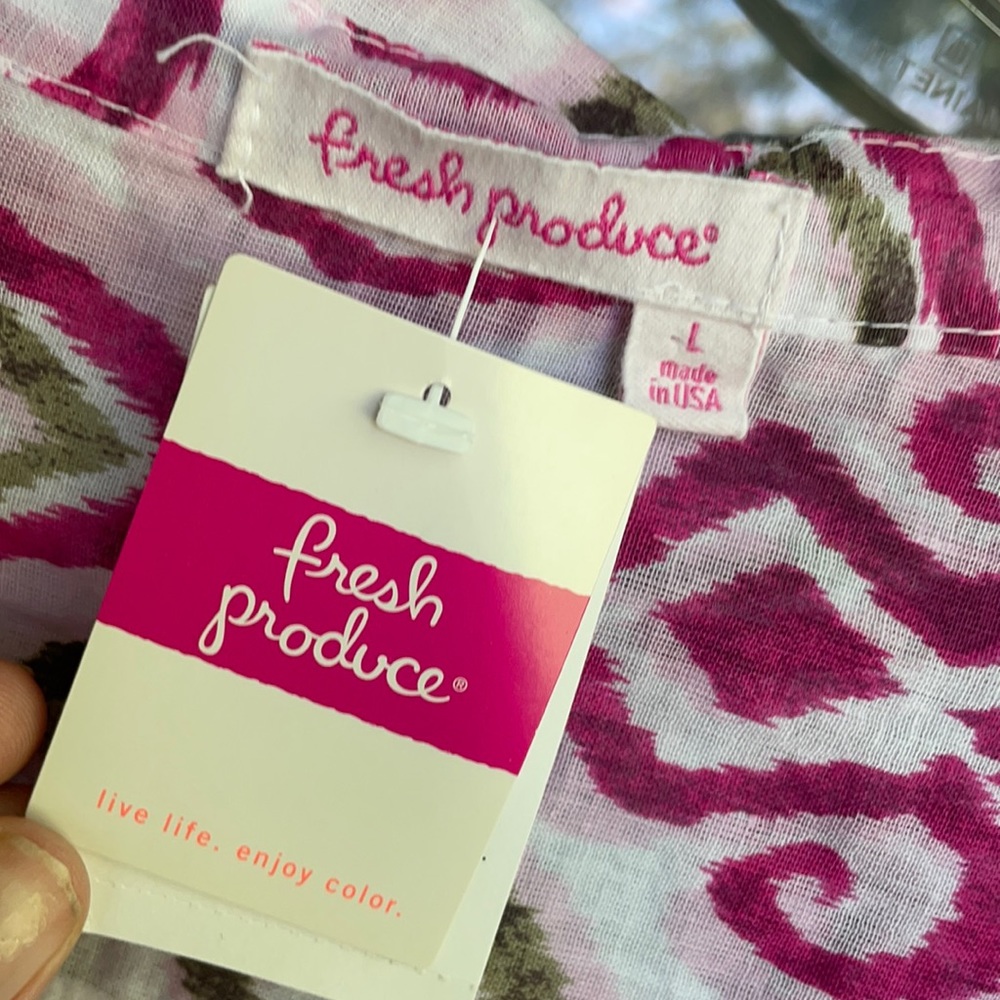 fresh produce®
L
made
in USA
fresh
produce®
live life. enjoy color.